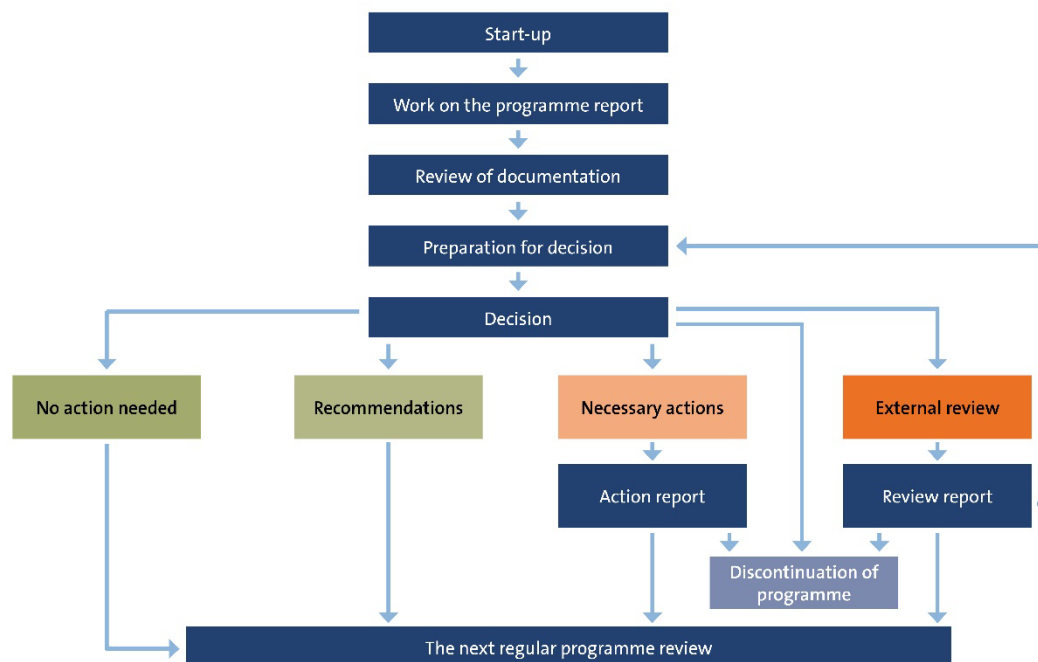 Start-up
Work on the programme report
Review of documentation
Preparation for decision
Decision
No action needed
Recommendations
Necessary actions
External review
Action report
Review report
Discontinuation of
programme
The next regular programme review